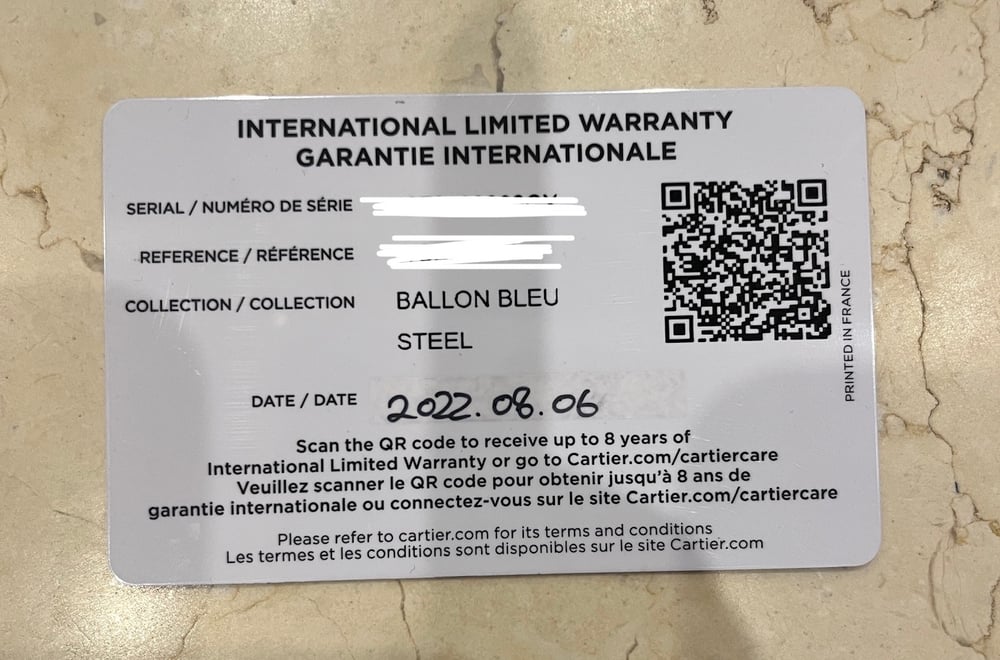 INTERNATIONAL LIMITED WARRANTY
GARANTIE INTERNATIONALE
SERIAL / NUMÉRO DE SÉRIE
REFERENCE / RÉFÉRENCE
COLLECTION / COLLECTION BALLON BLEU
STEEL
DATE / DATE 2022.08.06
Scan the QR code to receive up to 8 years of
International Limited Warranty or go to Cartier.com/cartiercare
Veuillez scanner le QR code pour obtenir jusqu'à 8 ans de
garantie internationale ou connectez-vous sur le site Cartier.com/cartiercare
Please refer to cartier.com for its terms and conditions
Les termes et les conditions sont disponibles sur le site Cartier.com
PRINTED IN FRANCE